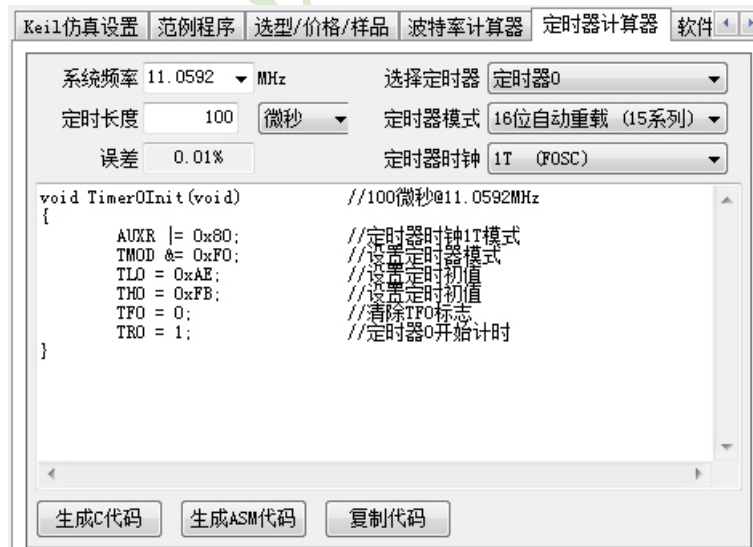 Keil仿真设置 范例程序 选型/价格/样品 波特率计算器 定时器计算器 软件
系统频率 11.0592 MHz 选择定时器 定时器0
定时长度 100 微秒 定时器模式 16位自动重载 (15系列)
误差 0.01% 定时器时钟 1T (FOSC)
void Timer0Init(void) //100微秒@11.0592MHz
{
AUXR |= 0x80; //定时器时钟1T模式
TMOD &= 0xF0; //设置定时器模式
TL0 = 0xAE; //设置定时初值
TH0 = 0xFB; //设置定时初值
TF0 = 0; //清除TF0标志
TR0 = 1; //定时器0开始计时
}
生成C代码 生成ASM代码 复制代码